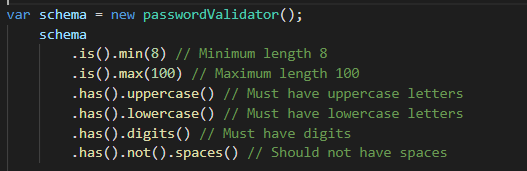 var schema = new passwordValidator();
schema
.is().min(8) // Minimum length 8
.is().max(100) // Maximum length 100
.has().uppercase() // Must have uppercase letters
.has().lowercase() // Must have lowercase letters
.has().digits() // Must have digits
.has().not().spaces() // Should not have spaces